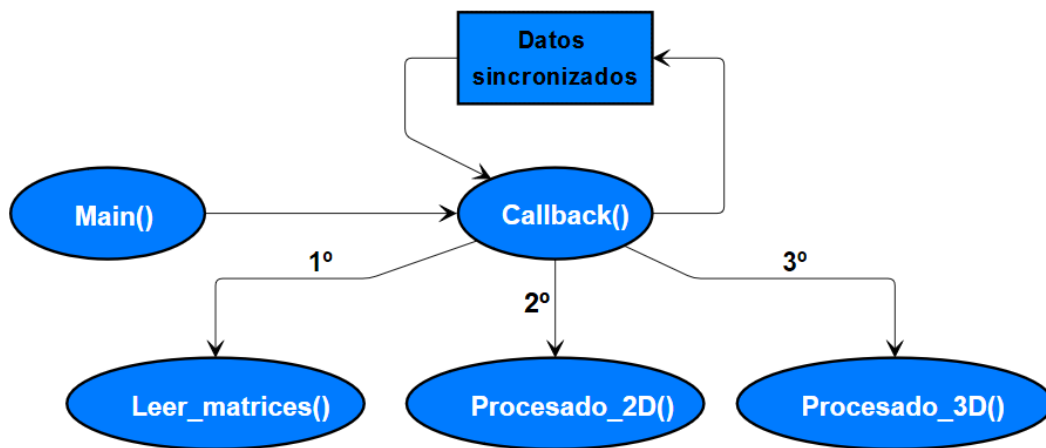 Datos
sincronizados
Main()
Callback()
1º
2º
3º
Leer_matrices()
Procesado_2D()
Procesado_3D()